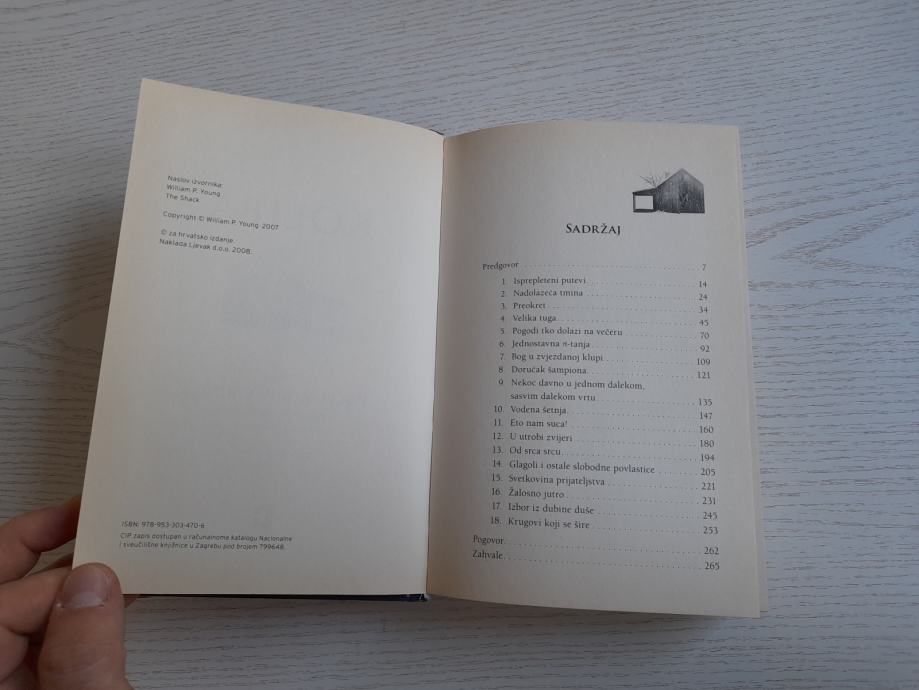 Naslov izvornika:
William P. Young
The Shack
Copyright © William P. Young 2007
© za hrvatsko izdanje
Naklada Ljevak d.o.o. 2008.
ISBN: 978-953-303-470-6
CIP zapis dostupan u računalnome katalogu Nacionalne
i sveučilišne knjižnice u Zagrebu pod brojem 799648.
SADRŽAJ
Predgovor 7
1. Isprepleteni putevi 14
2. Nadolazeća tmina 24
3. Preokret 34
4. Velika tuga 45
5. Pogodi tko dolazi na večeru 70
6. Jednostavna π-tanja 92
7. Bog u zvjezdanoj klupi 109
8. Doručak šampiona 121
9. Nekoć davno u jednom dalekom,
sasvim dalekom vrtu 135
10. Vodena šetnja 147
11. Eto nam suca! 160
12. U utrobi zvijeri 180
13. Od srca srcu 194
14. Glagoli i ostale slobodne povlastice 205
15. Svetkovina prijateljstva 221
16. Žalosno jutro 231
17. Izbor iz dubine duše 245
18. Krugovi koji se šire 253
Pogovor 262
Zahvale 265